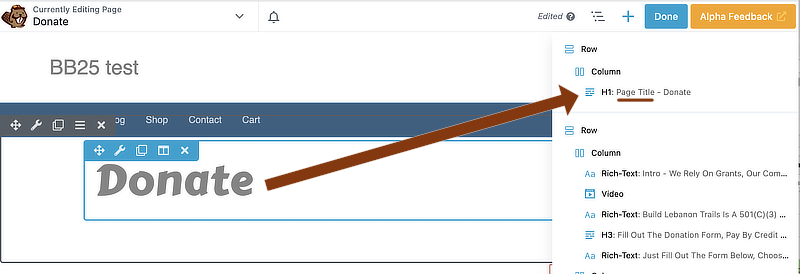 Currently Editing Page
Donate
Edited
Done
Alpha Feedback
BB25 test
Shop
Contact
Cart
Donate
Row
Column
H1: Page Title - Donate
Row
Column
Aa Rich-Text: Intro - We Rely On Grants, Our Com...
Video
Aa Rich-Text: Build Lebanon Trails Is A 501(C)(3) ...
H3: Fill Out The Donation Form, Pay By Credit ...
Aa Rich-Text: Just Fill Out The Form Below, Choos...